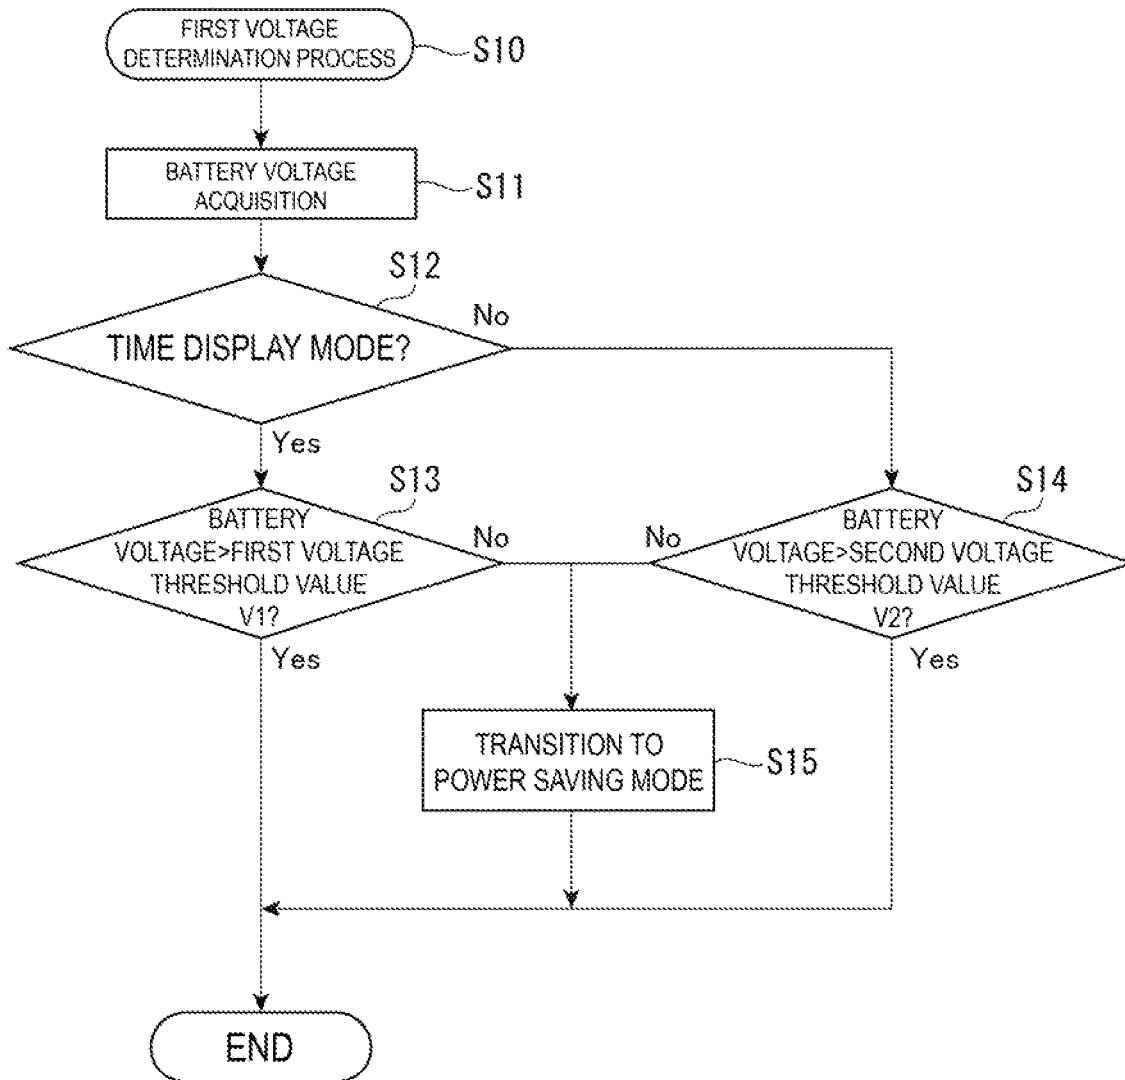 FIRST VOLTAGE
DETERMINATION PROCESS
S10
BATTERY VOLTAGE
ACQUISITION
S11
S12
TIME DISPLAY MODE?
No
Yes
S13
BATTERY
VOLTAGE>FIRST VOLTAGE
THRESHOLD VALUE
V1?
No
Yes
S14
BATTERY
VOLTAGE>SECOND VOLTAGE
THRESHOLD VALUE
V2?
No
Yes
TRANSITION TO
POWER SAVING MODE
S15
END